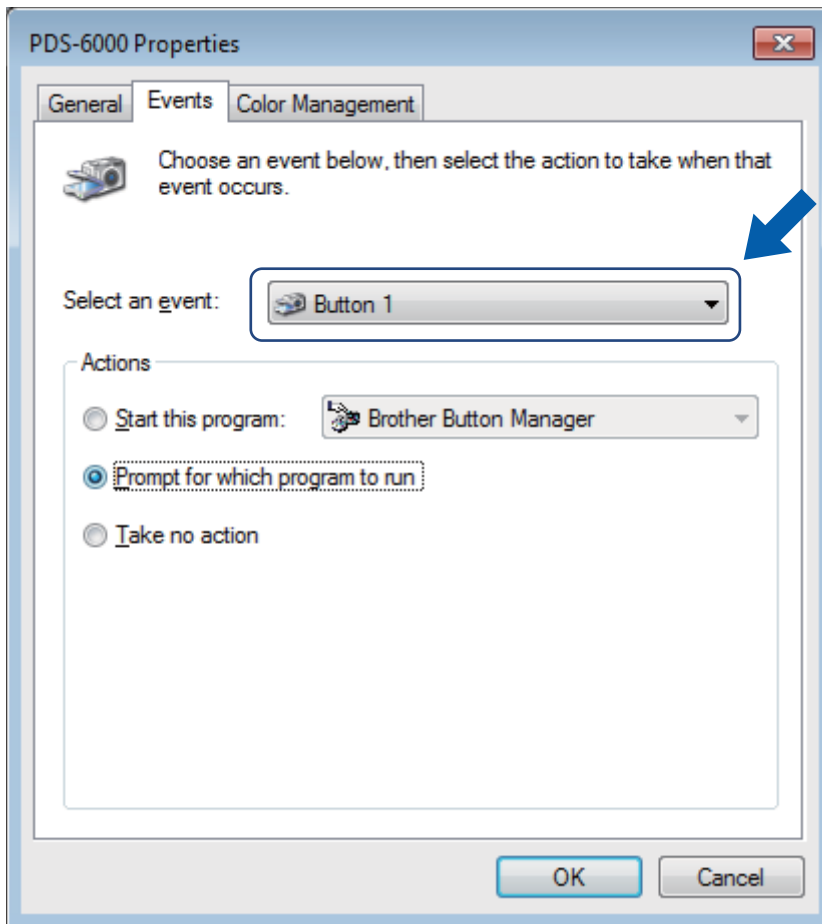 PDS-6000 Properties
General Events Color Management
Choose an event below, then select the action to take when that
event occurs.
Select an event: Button 1
Actions
Start this program: Brother Button Manager
Prompt for which program to run
Take no action
OK Cancel